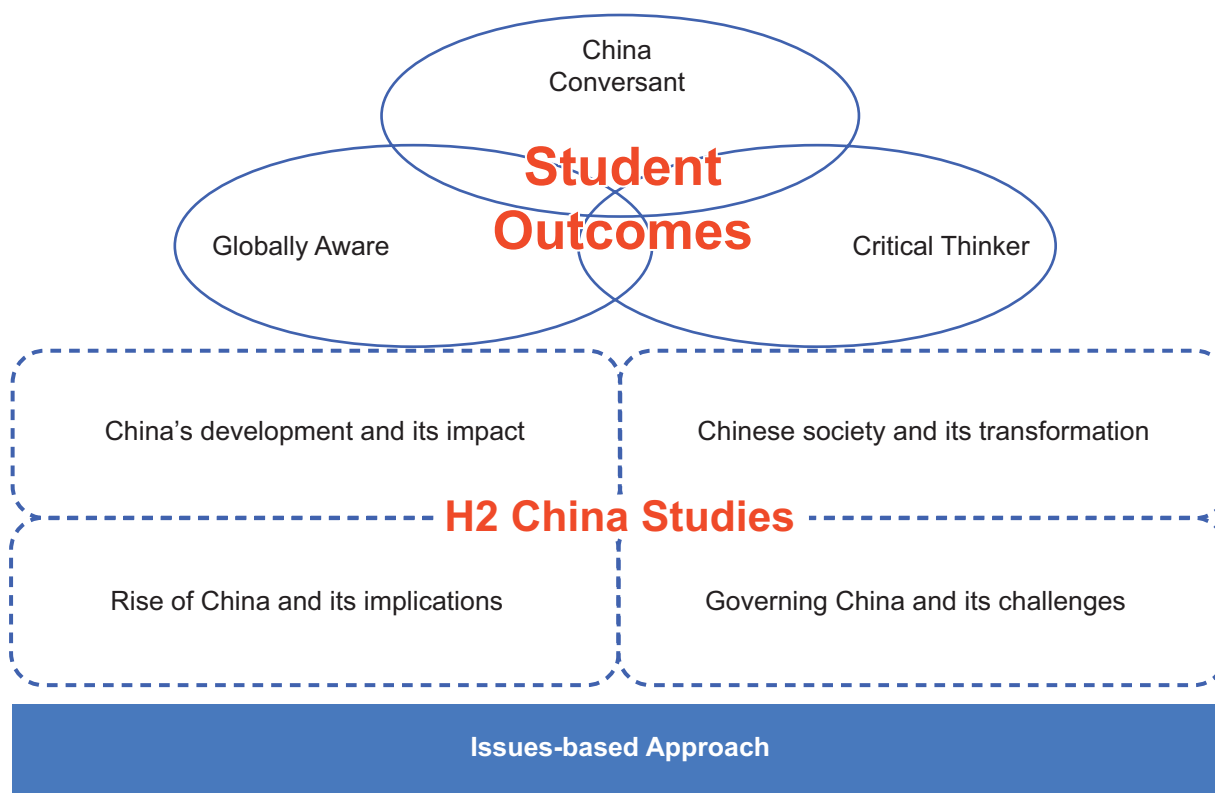 China
Conversant
Student
Outcomes
Globally Aware
Critical Thinker
China’s development and its impact
Chinese society and its transformation
H2 China Studies
Rise of China and its implications
Governing China and its challenges
Issues-based Approach